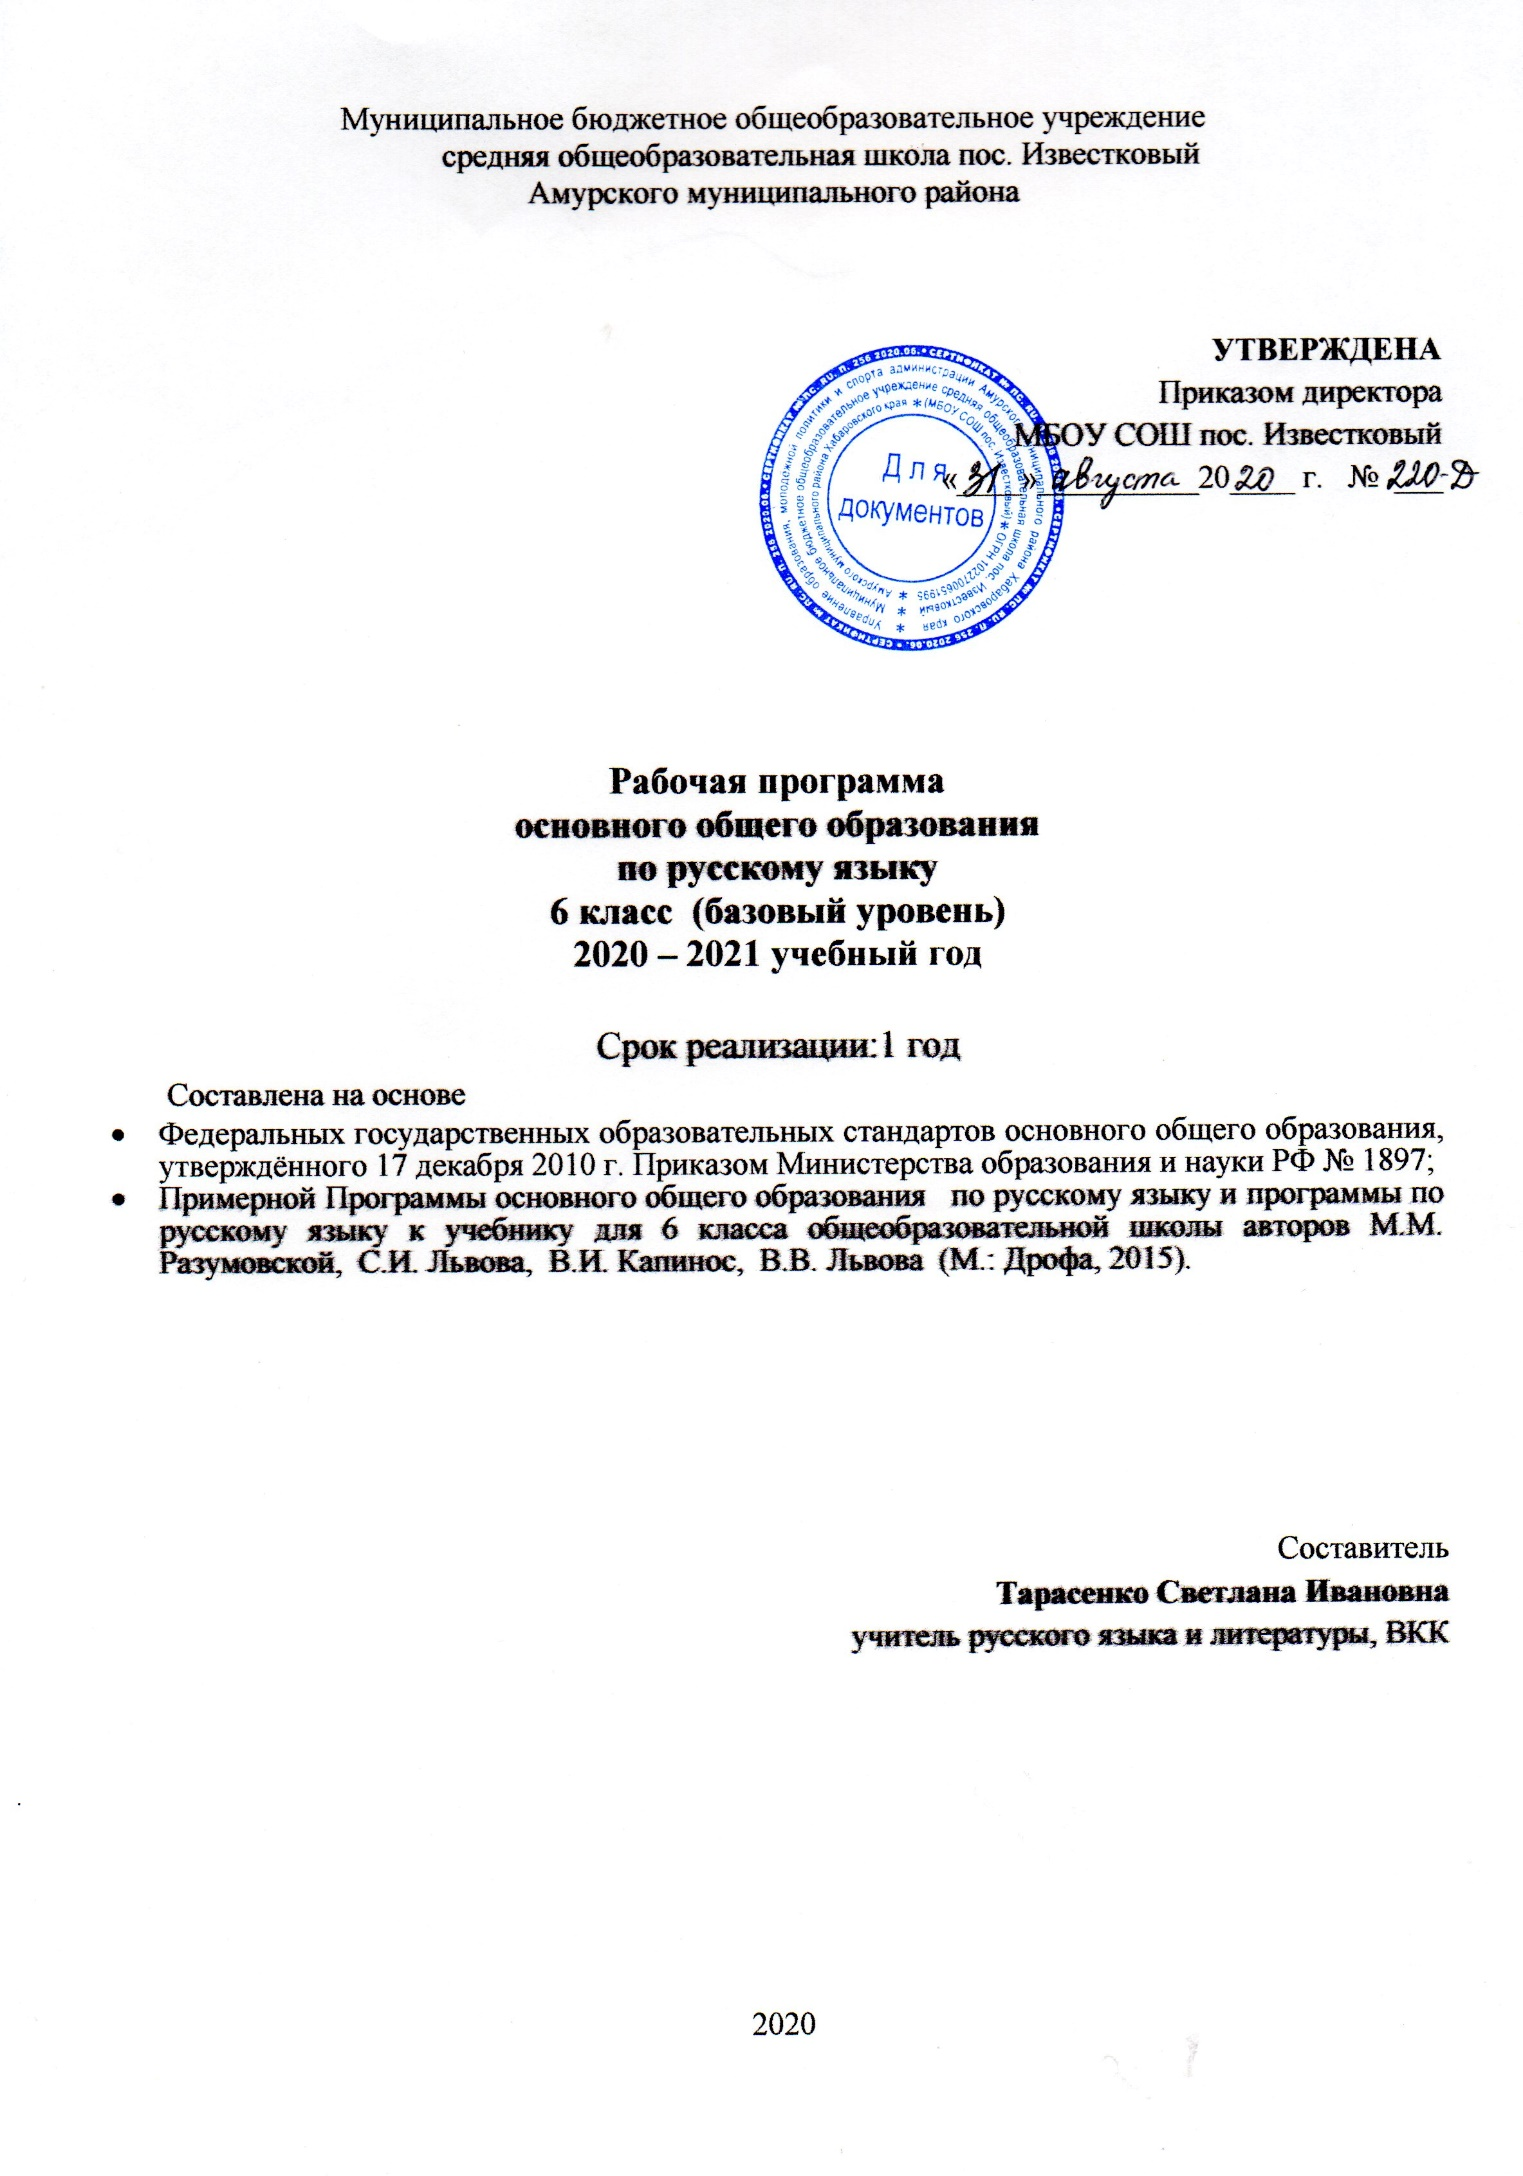 Муниципальное бюджетное общеобразовательное учреждение
средняя общеобразовательная школа пос. Известковый
Амурского муниципального района
УТВЕРЖДЕНА
Приказом директора
МБОУ СОШ пос. Известковый
«31» августа 2020 г. № 220-Д
Для
документов
Рабочая программа
основного общего образования
по русскому языку
6 класс (базовый уровень)
2020 – 2021 учебный год
Срок реализации: 1 год
Составлена на основе
• Федеральных государственных образовательных стандартов основного общего образования,
утверждённого 17 декабря 2010 г. Приказом Министерства образования и науки РФ № 1897;
• Примерной Программы основного общего образования по русскому языку и программы по
русскому языку к учебнику для 6 класса общеобразовательной школы авторов М.М.
Разумовской, С.И. Львова, В.И. Капинос, В.В. Львова (М.: Дрофа, 2015).
Составитель
Тарасенко Светлана Ивановна
учитель русского языка и литературы, ВКК
2020